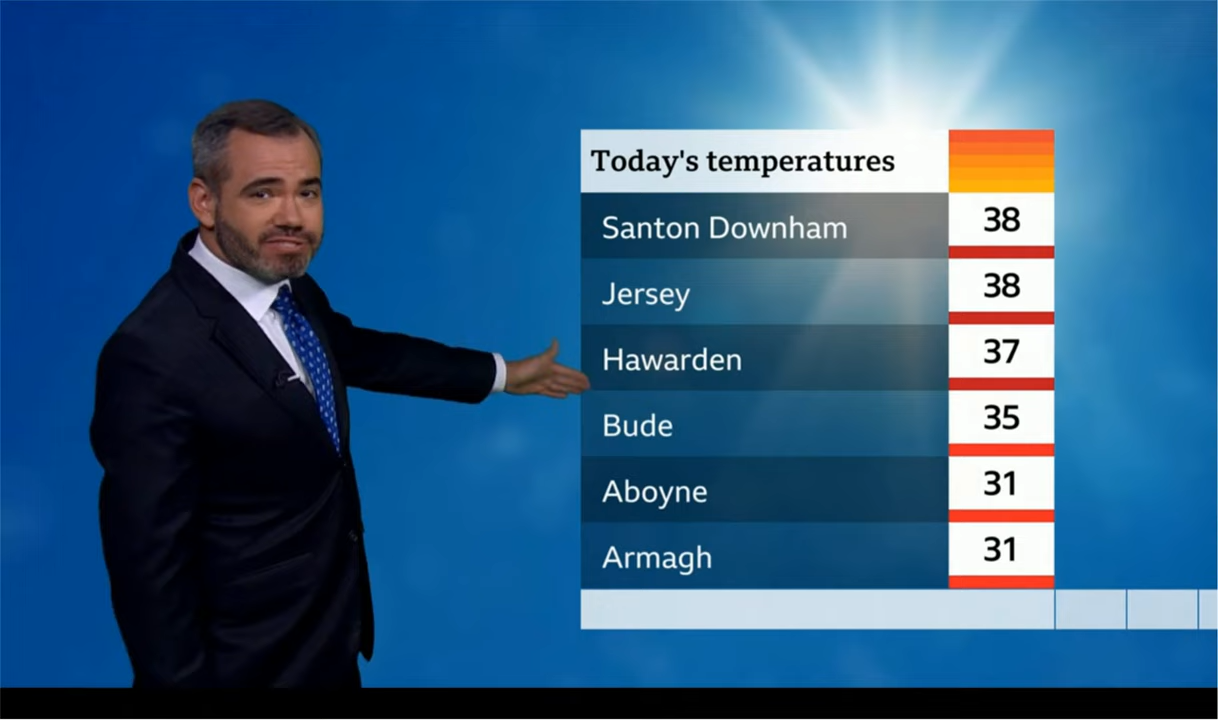 Today's temperatures
Santon Downham 38
Jersey 38
Hawarden 37
Bude 35
Aboyne 31
Armagh 31